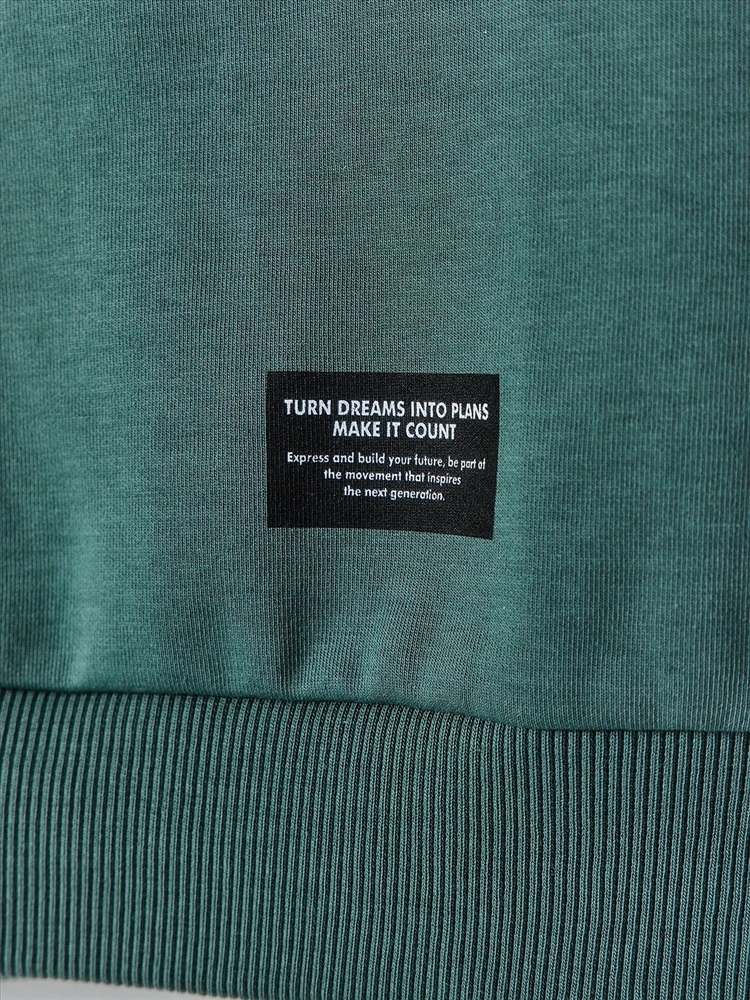 TURN DREAMS INTO PLANS
MAKE IT COUNT
Express and build your future, be part of
the movement that inspires
the next generation.